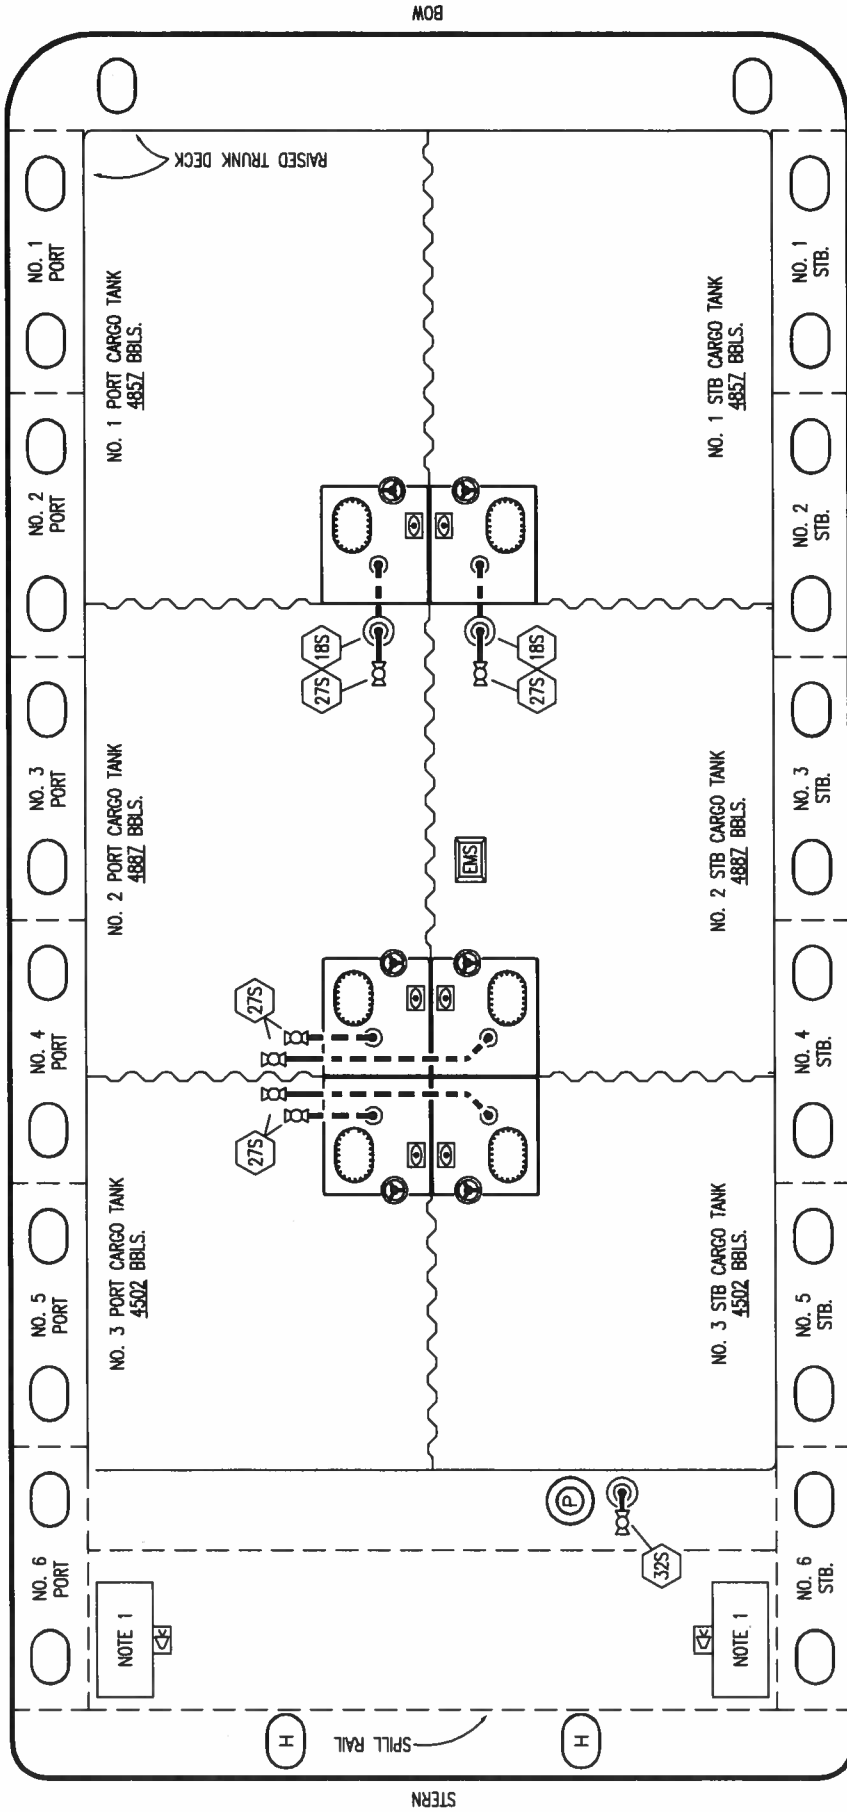 BOW
RAISED TRUNK DECK
NO. 1
PORT
NO. 2
PORT
NO. 3
PORT
NO. 4
PORT
NO. 5
PORT
NO. 6
PORT
NO. 1 PORT CARGO TANK
4857 BBLS.
NO. 2 PORT CARGO TANK
4887 BBLS.
NO. 3 PORT CARGO TANK
4502 BBLS.
NO. 1 STB CARGO TANK
4857 BBLS.
NO. 2 STB CARGO TANK
4887 BBLS.
NO. 3 STB CARGO TANK
4502 BBLS.
27S
18S
27S
18S
EMS
27S
27S
P
32S
NOTE 1
NOTE 1
NO. 1
STB.
NO. 2
STB.
NO. 3
STB.
NO. 4
STB.
NO. 5
STB.
NO. 6
STB.
H
SPILL RAIL
H
STERN